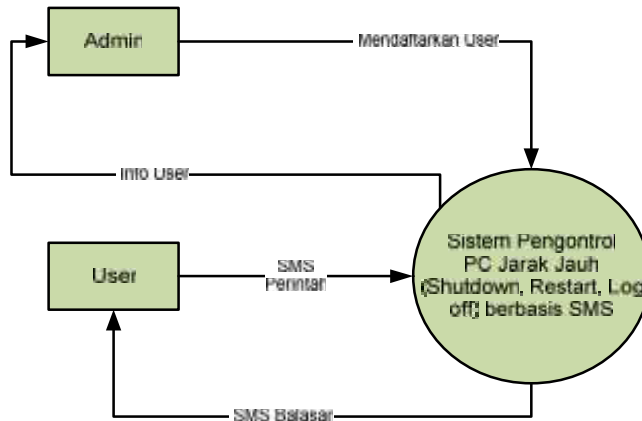 Admin
Mendaftarkan User
Info User
Sistem Pengontrol
PC Jarak Jauh
(Shutdown, Restart, Log
off) berbasis SMS
User
SMS
Perintah
SMS Balasan